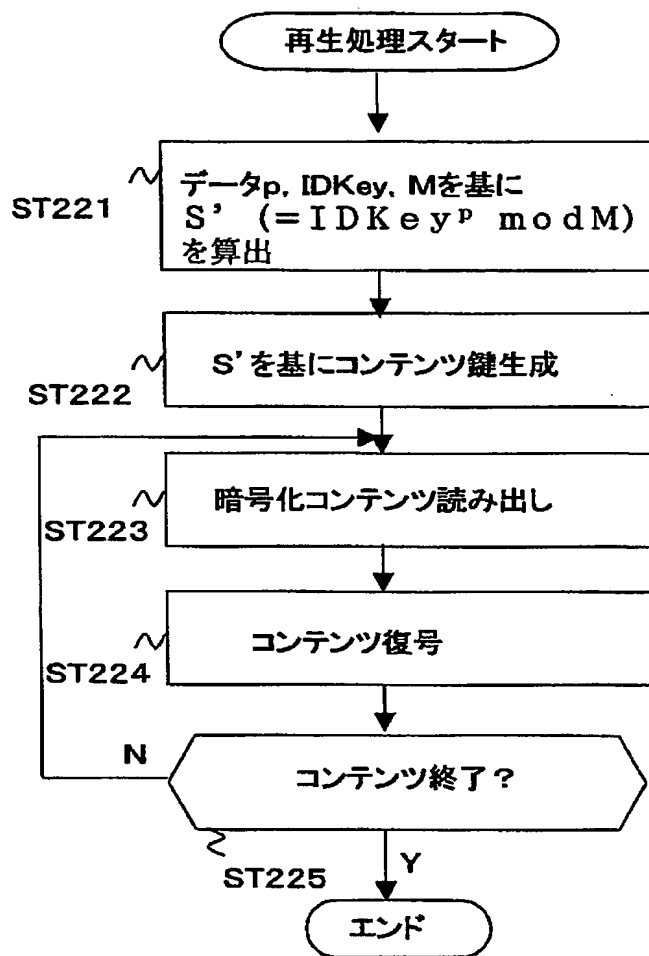 再生処理スタート
データp, IDKey, Mを基に
S' (=IDKeyᵖ modM)
を算出
ST221
S'を基にコンテンツ鍵生成
ST222
暗号化コンテンツ読み出し
ST223
コンテンツ復号
ST224
N
コンテンツ終了?
ST225
Y
エンド